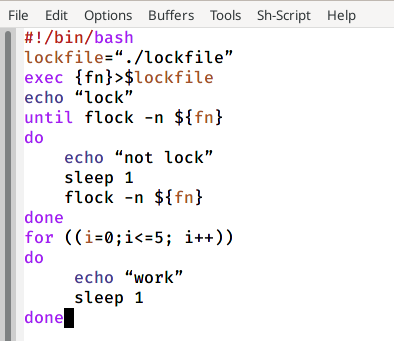 File Edit Options Buffers Tools Sh-Script Help
#!/bin/bash
lockfile=“./lockfile”
exec {fn}>$lockfile
echo “lock”
until flock -n ${fn}
do
    echo “not lock”
    sleep 1
    flock -n ${fn}
done
for ((i=0;i<=5; i++))
do
     echo “work”
     sleep 1
done